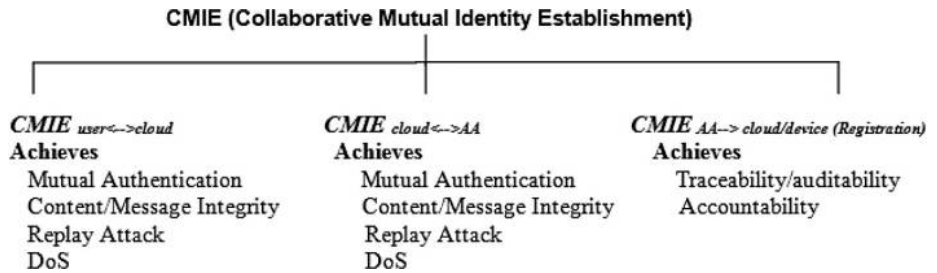 CMIE (Collaborative Mutual Identity Establishment)
CMIE user<-->cloud
Achieves
Mutual Authentication
Content/Message Integrity
Replay Attack
DoS
CMIE cloud<-->AA
Achieves
Mutual Authentication
Content/Message Integrity
Replay Attack
DoS
CMIE AA--> cloud/device (Registration)
Achieves
Traceability/auditability
Accountability